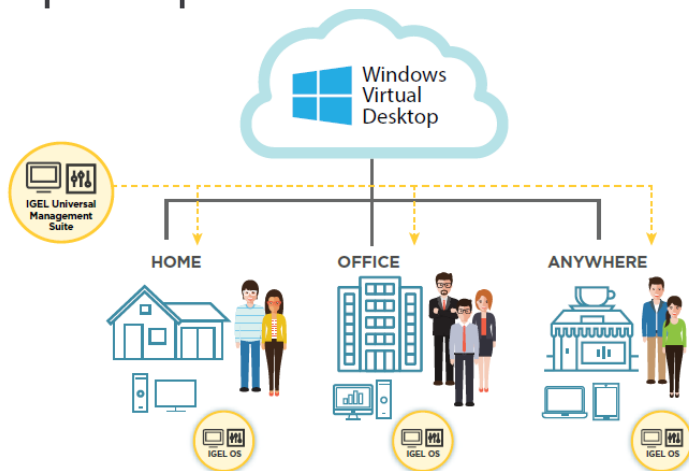 Windows
Virtual
Desktop
IGEL Universal
Management
Suite
HOME
OFFICE
ANYWHERE
IGEL OS
IGEL OS
IGEL OS